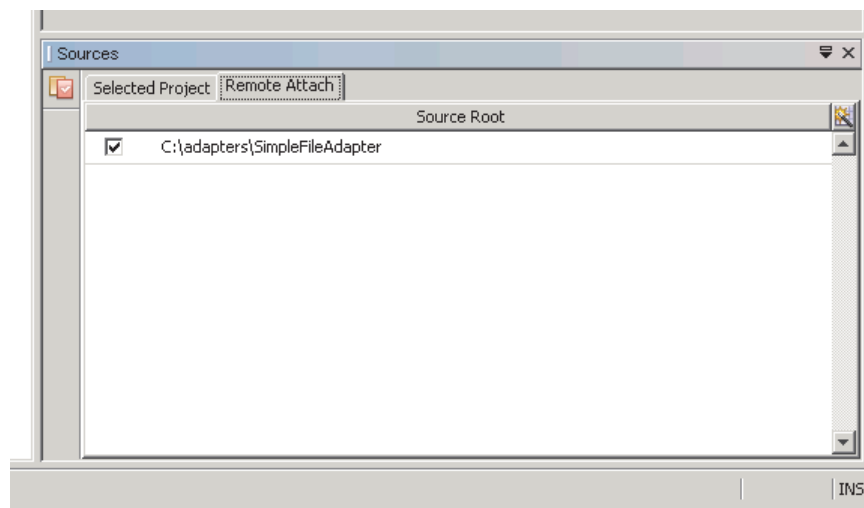 Sources
Selected Project Remote Attach
Source Root
C:\adapters\SimpleFileAdapter
INS